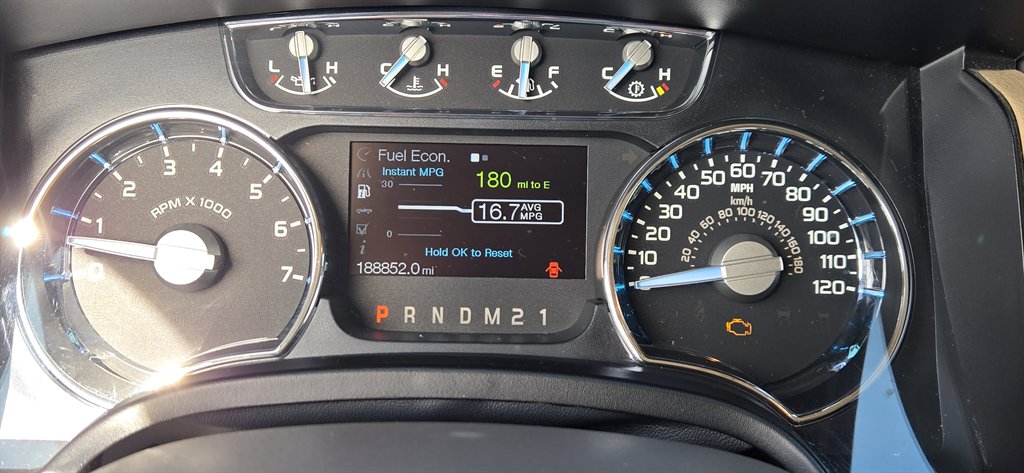 L H
C H
E F
C H
0 1 2 3 4 5 6 7
RPM X 1000
Fuel Econ.
Instant MPG
30
0
180 mi to E
16.7 AVG MPG
Hold OK to Reset
188852.0 mi
P R N D M 2 1
10 20 30 40 50 60 70 80 90 100 110 120
MPH
km/h
20 40 60 80 100 120 140 160 180